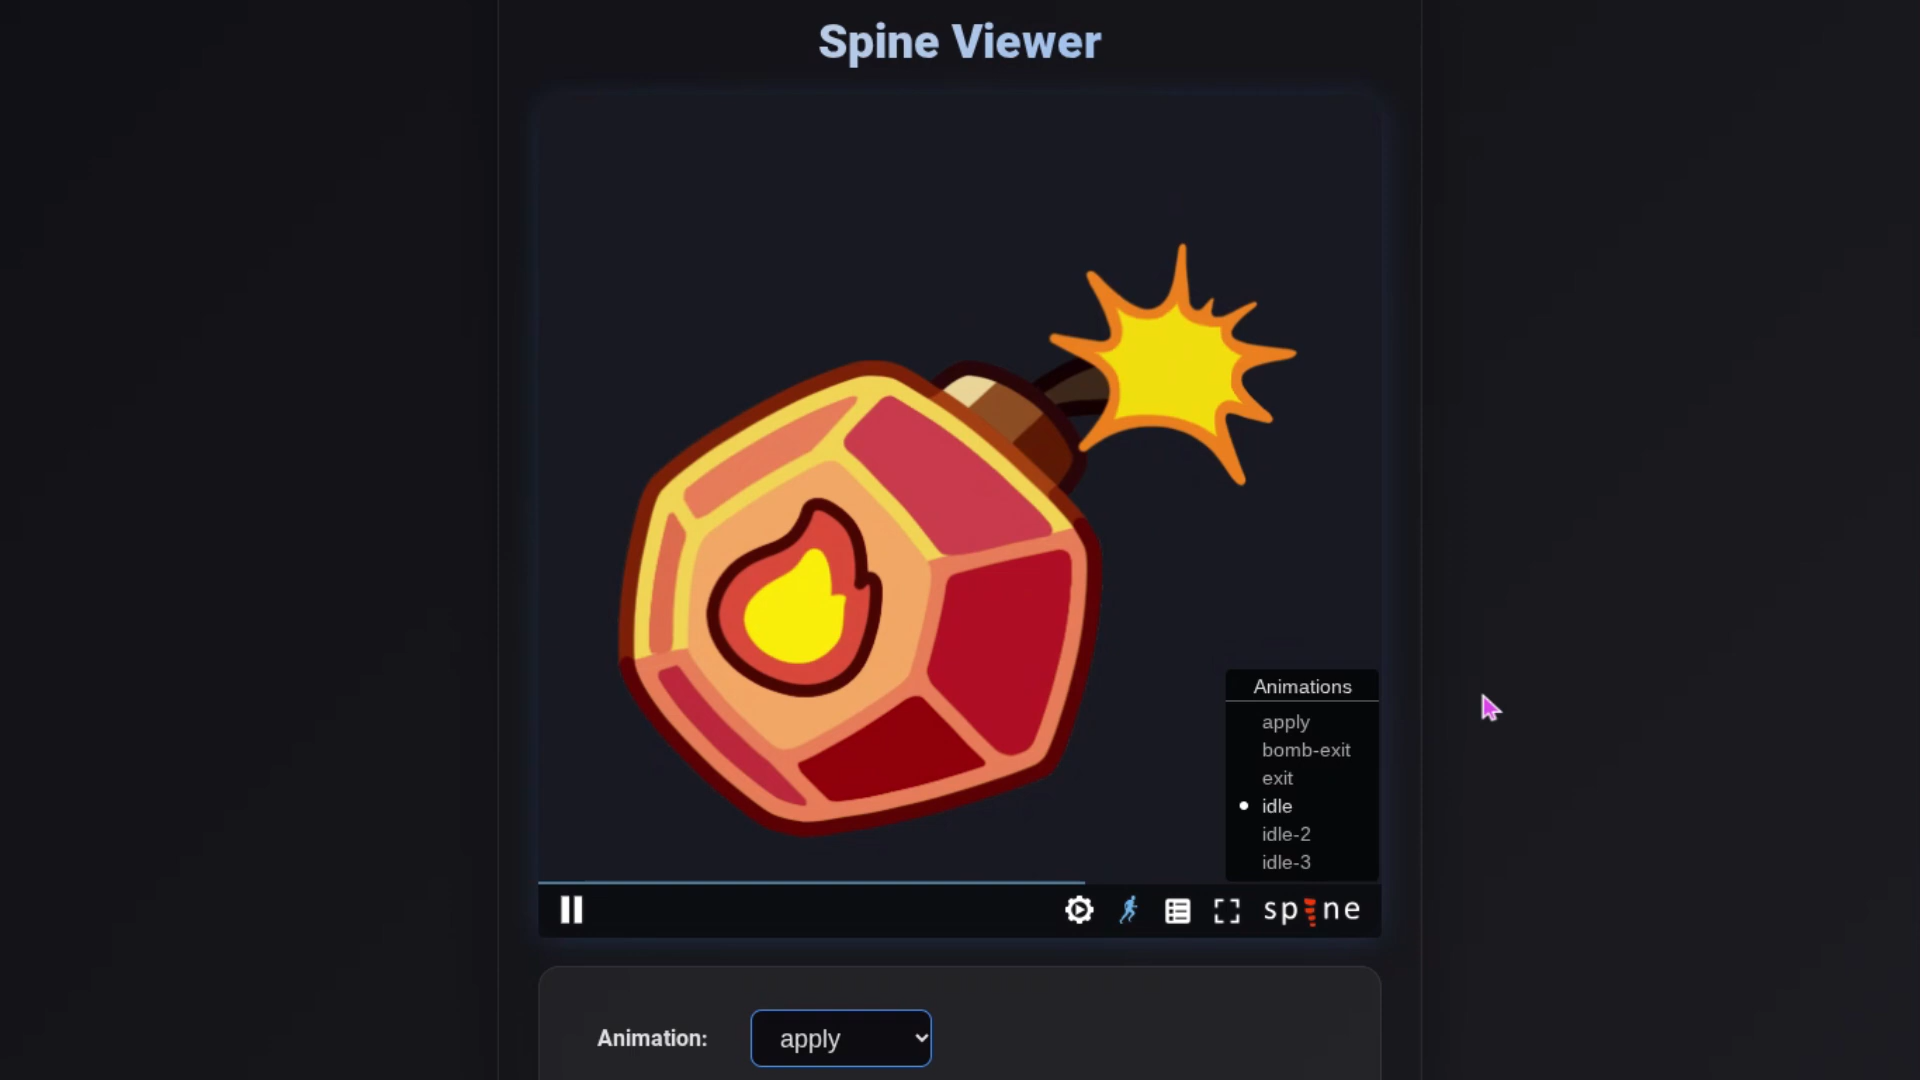 Spine Viewer
Animations
apply
bomb-exit
exit
idle
idle-2
idle-3
spine
Animation:
apply